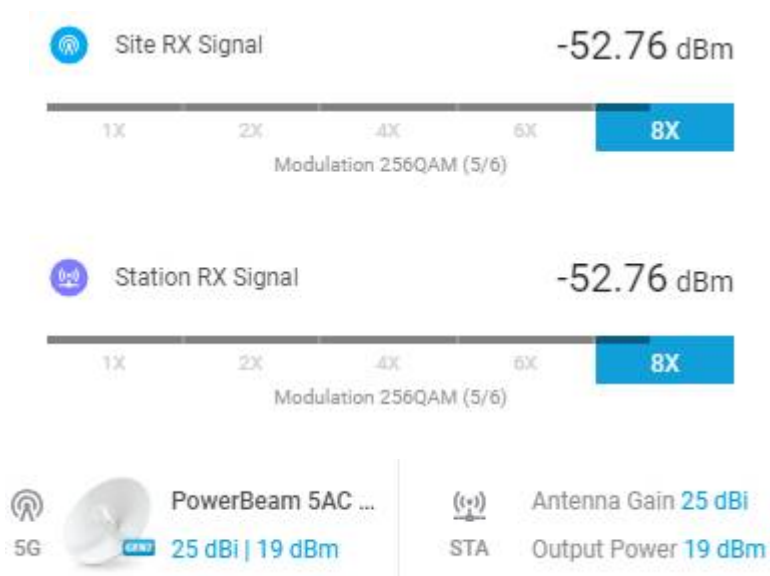 Site RX Signal -52.76 dBm
1X 2X 4X 6X 8X
Modulation 256QAM (5/6)
Station RX Signal -52.76 dBm
1X 2X 4X 6X 8X
Modulation 256QAM (5/6)
PowerBeam 5AC ... Antenna Gain 25 dBi
5G GEN2 25 dBi | 19 dBm STA Output Power 19 dBm